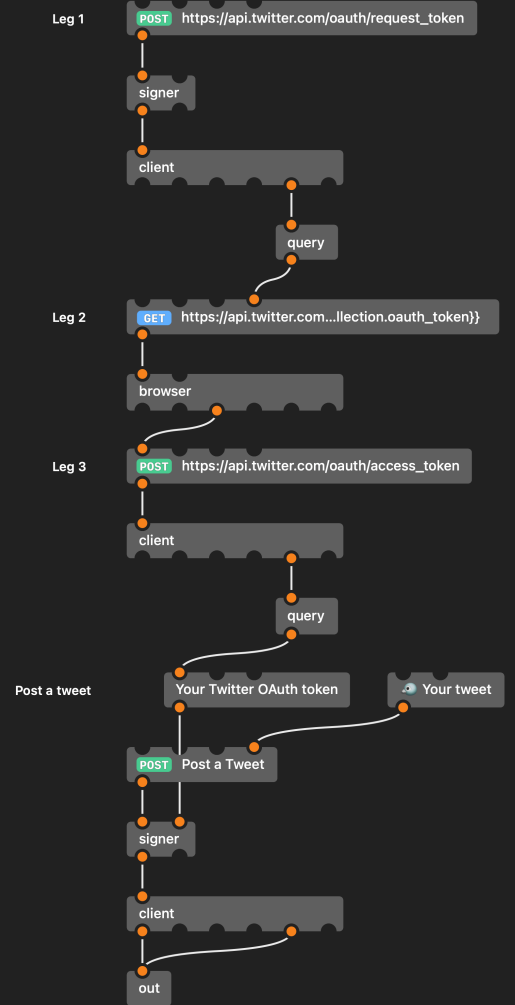 Leg 1
POST https://api.twitter.com/oauth/request_token
signer
client
query
Leg 2
GET https://api.twitter.com...llection.oauth_token}}
browser
Leg 3
POST https://api.twitter.com/oauth/access_token
client
query
Post a tweet
Your Twitter OAuth token
Your tweet
POST Post a Tweet
signer
client
out